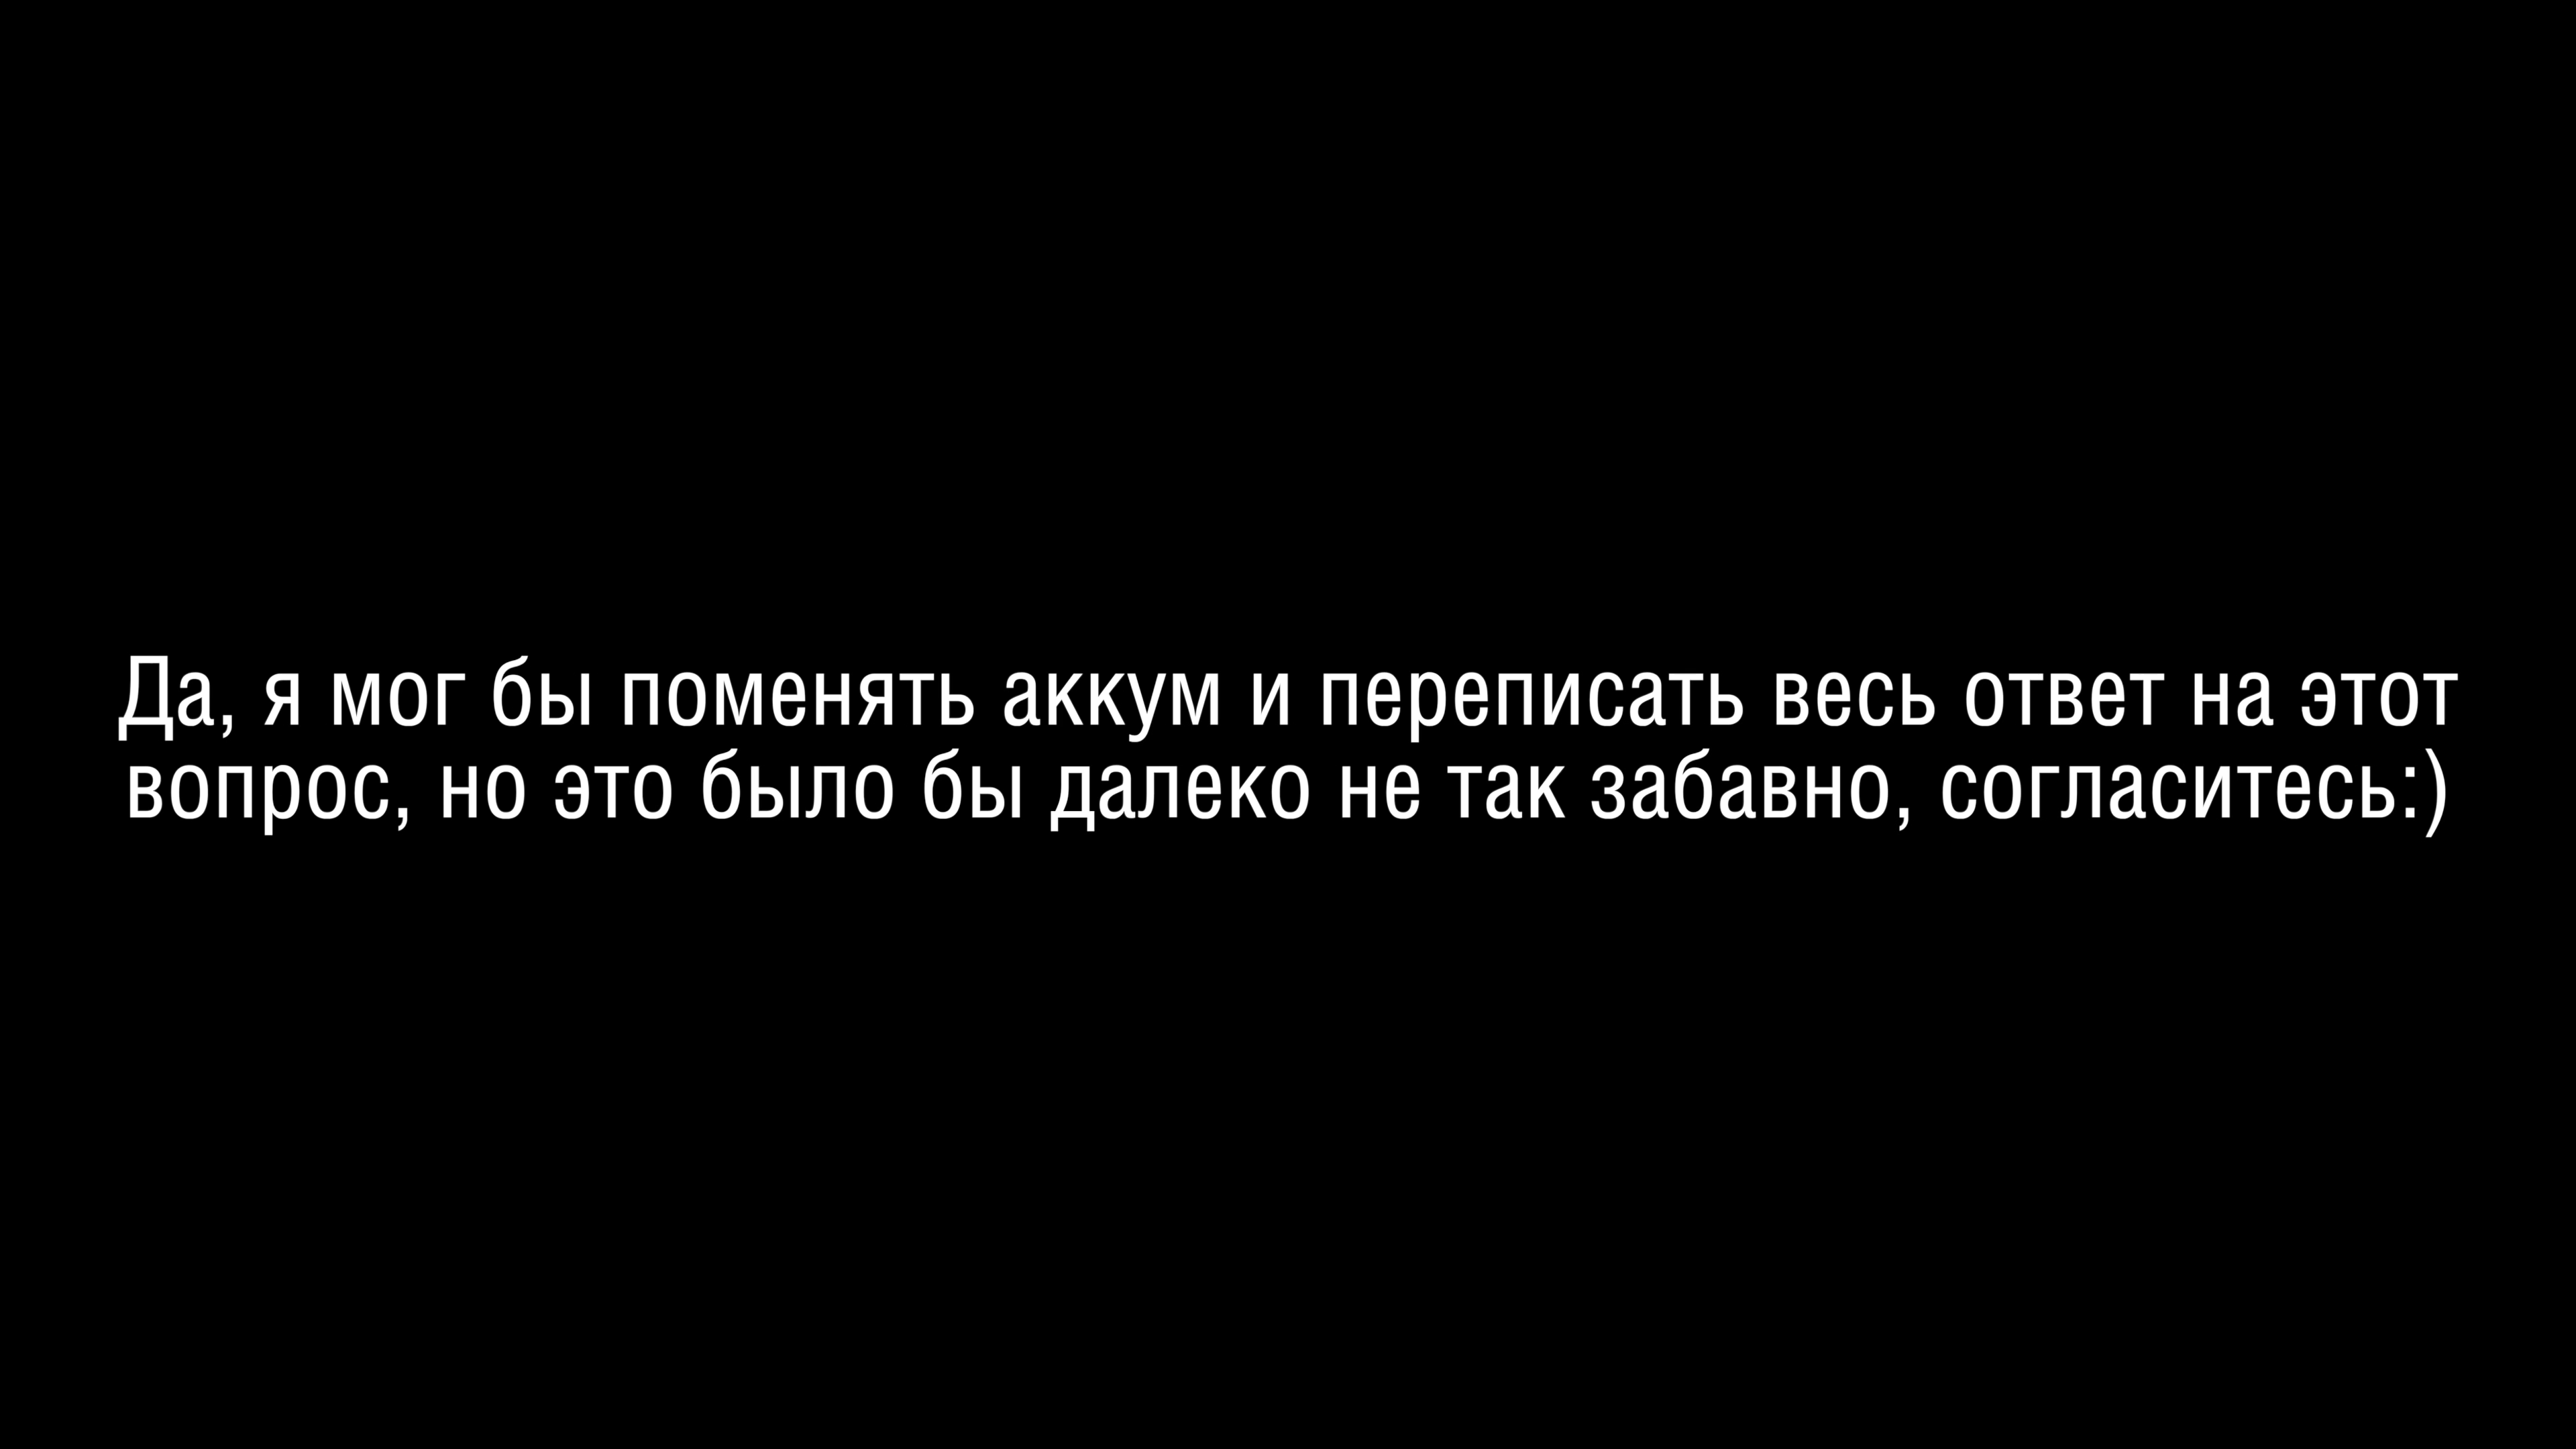 Да, я мог бы поменять аккум и переписать весь ответ на этот
вопрос, но это было бы далеко не так забавно, согласитесь:)